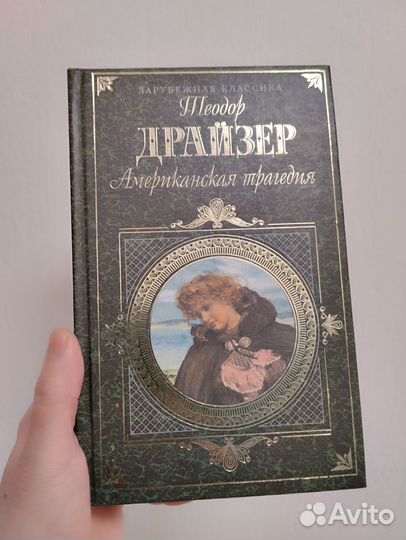 ЗАРУБЕЖНАЯ КЛАССИКА
Теодор
ДРАЙЗЕР
Американская трагедия
Avito